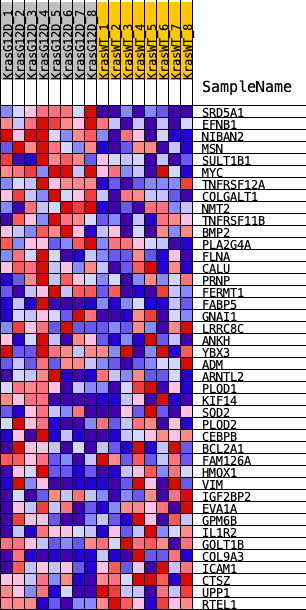 KrasG12D_1
KrasG12D_2
KrasG12D_3
KrasG12D_4
KrasG12D_5
KrasG12D_6
KrasG12D_7
KrasG12D_8
KrasWT_1
KrasWT_2
KrasWT_3
KrasWT_4
KrasWT_5
KrasWT_6
KrasWT_7
KrasWT_8
SampleName
SRD5A1
EFNB1
NIBAN2
MSN
SULT1B1
MYC
TNFRSF12A
COLGALT1
NMT2
TNFRSF11B
BMP2
PLA2G4A
FLNA
CALU
PRNP
FERMT1
FABP5
GNAI1
LRRC8C
ANKH
YBX3
ADM
ARNTL2
PLOD1
KIF14
SOD2
PLOD2
CEBPB
BCL2A1
FAM126A
HMOX1
VIM
IGF2BP2
EVA1A
GPM6B
IL1R2
GOLT1B
COL9A3
ICAM1
CTSZ
UPP1
RTEL1